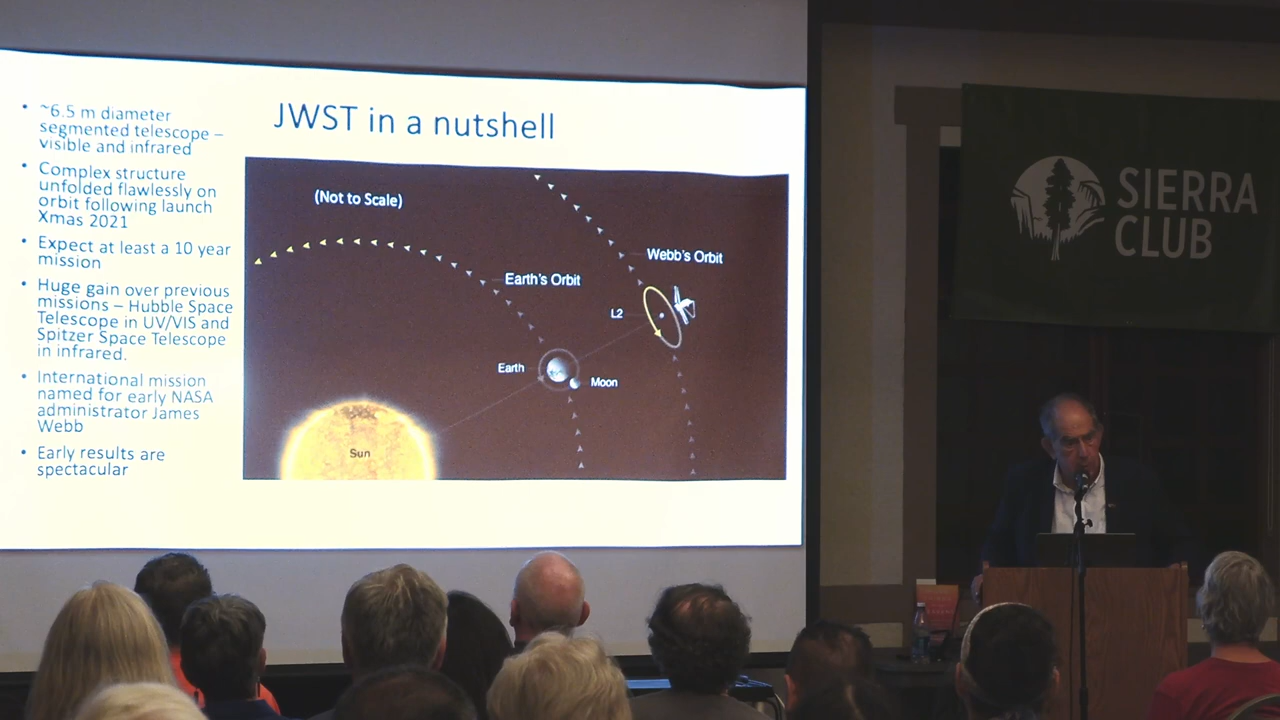 JWST in a nutshell
• ~6.5 m diameter
segmented telescope –
visible and infrared
• Complex structure
unfolded flawlessly on
orbit following launch
Xmas 2021
• Expect at least a 10 year
mission
• Huge gain over previous
missions – Hubble Space
Telescope in UV/VIS and
Spitzer Space Telescope
in infrared.
• International mission
named for early NASA
administrator James
Webb
• Early results are
spectacular
(Not to Scale)
Webb's Orbit
Earth's Orbit
L2
Earth
Moon
Sun
SIERRA
CLUB